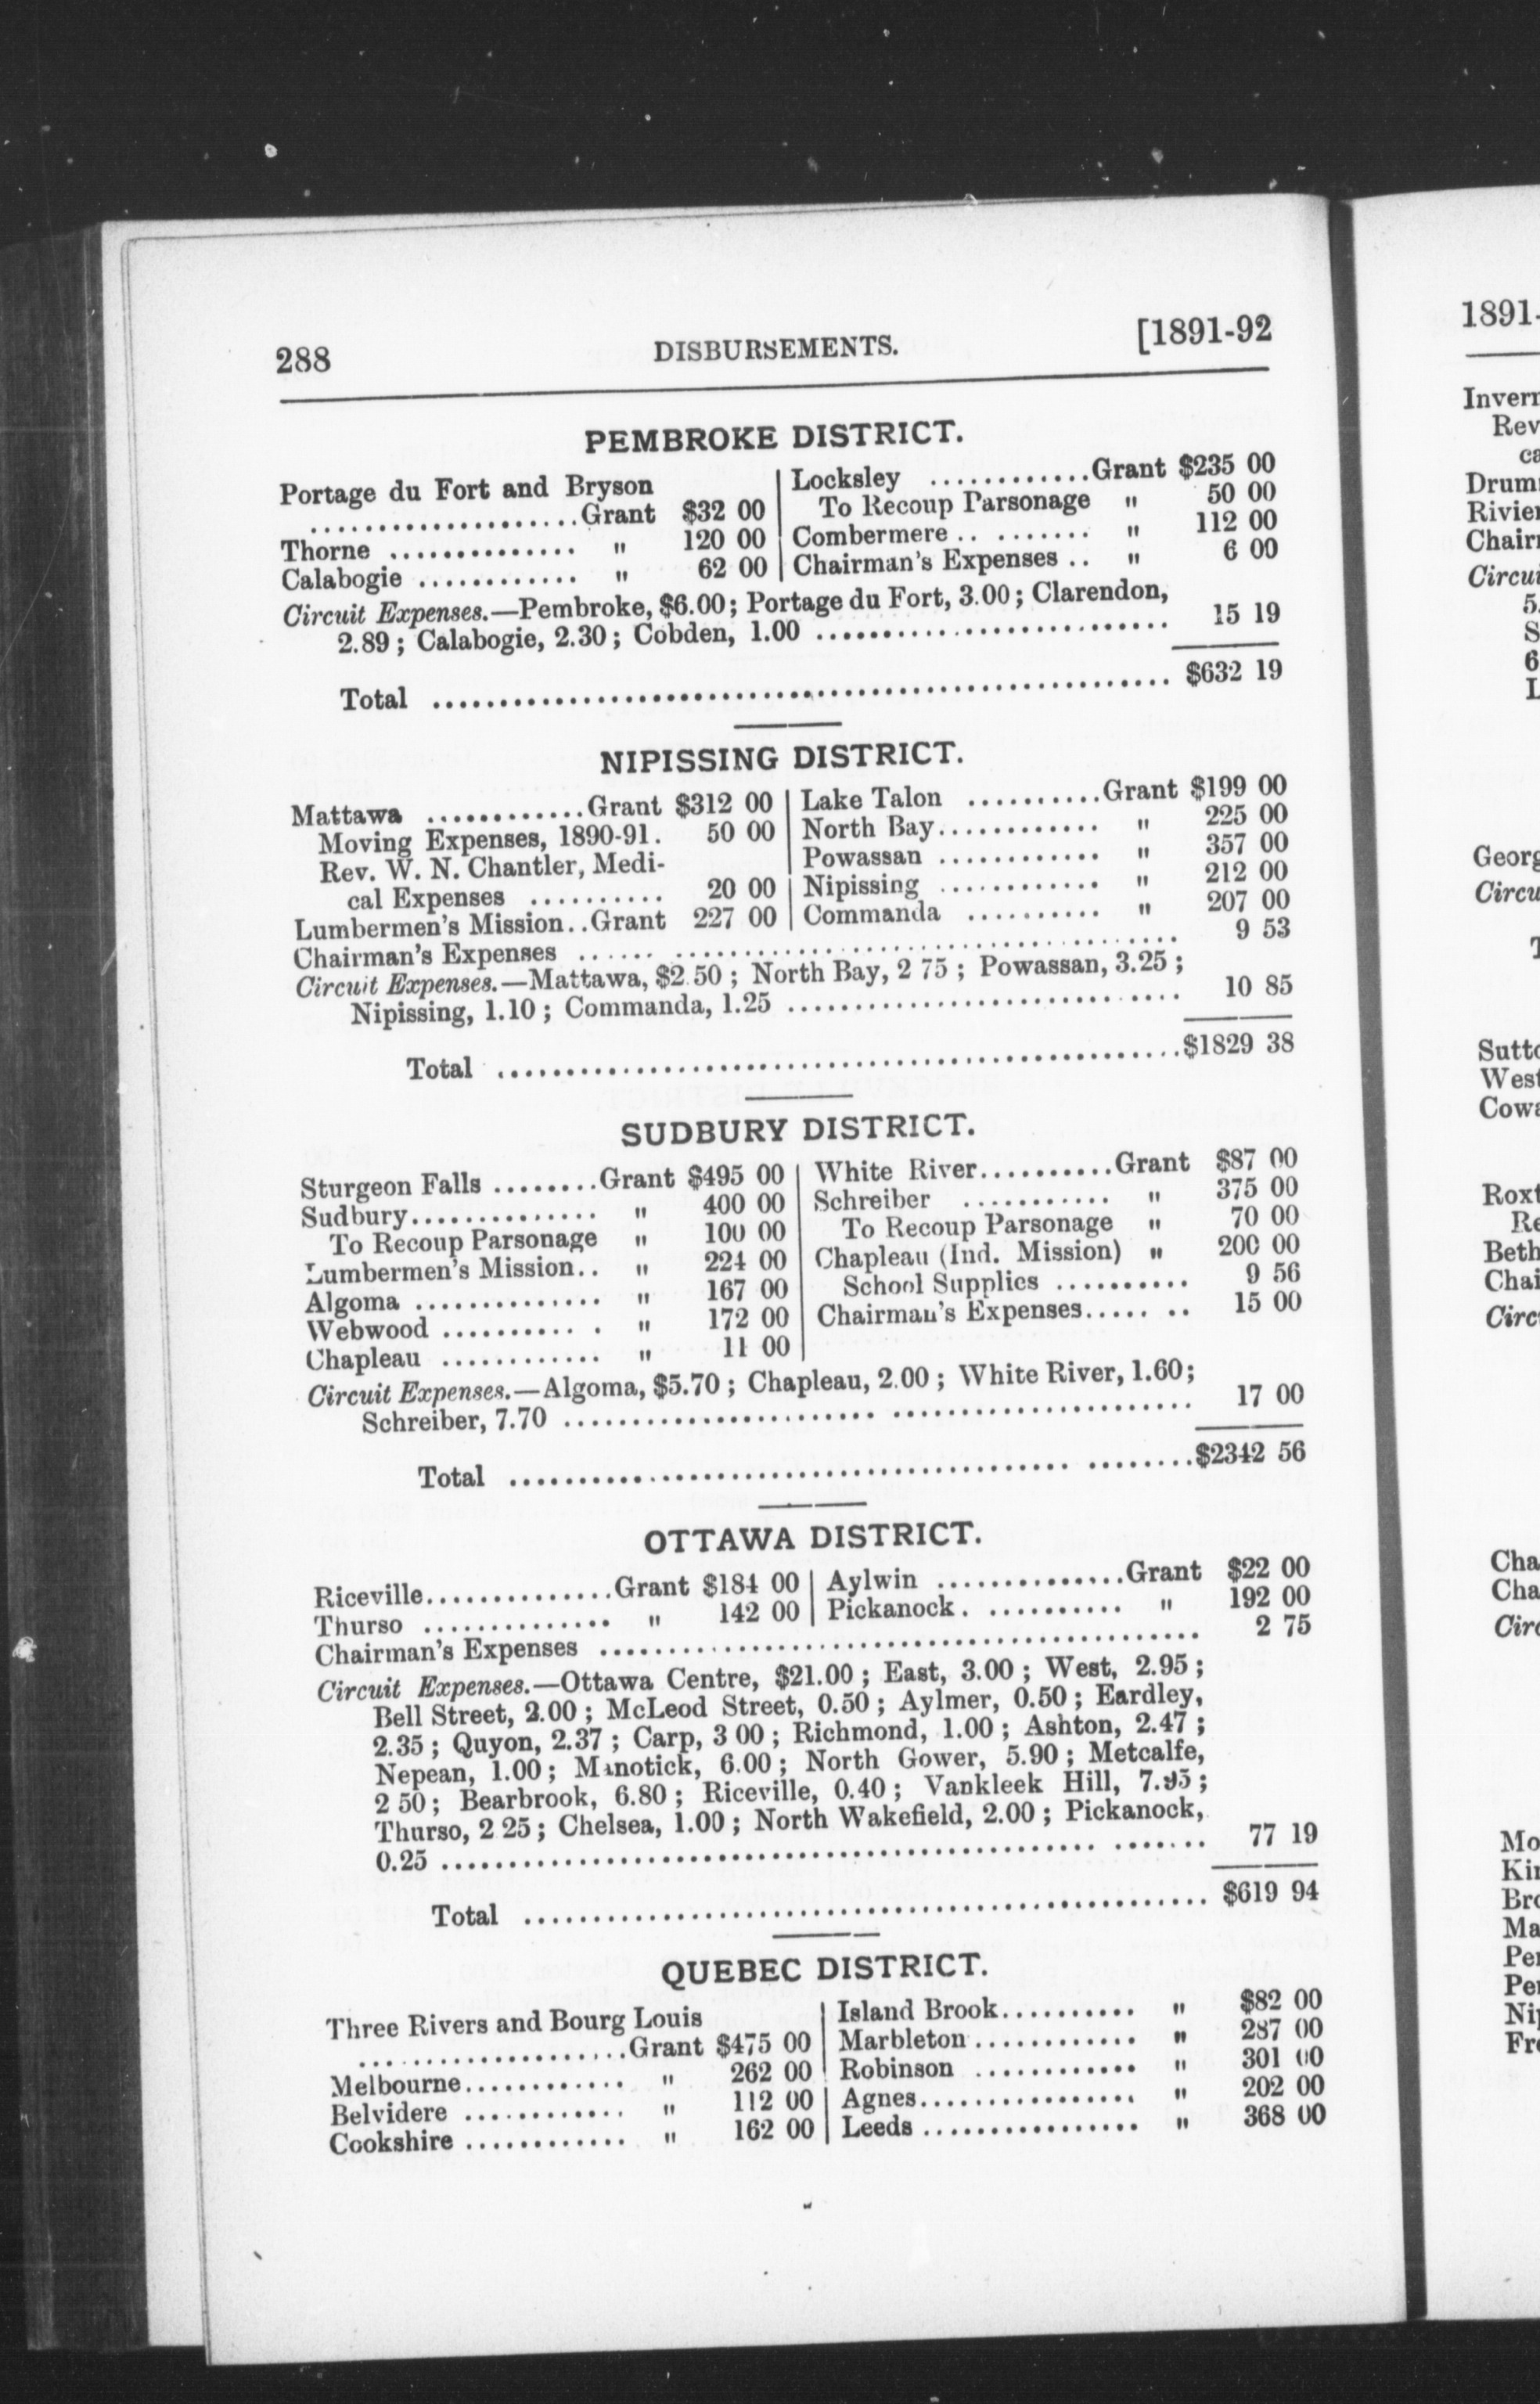 288 DISBURSEMENTS. [1891-92
PEMBROKE DISTRICT.
Portage du Fort and Bryson
....................Grant $32 00
Thorne .............. " 120 00
Calabogie ............ " 62 00
Locksley ............Grant $235 00
To Recoup Parsonage " 50 00
Combermere .. ....... " 112 00
Chairman's Expenses .. " 6 00
Circuit Expenses.—Pembroke, $6.00; Portage du Fort, 3.00; Clarendon,
2.89; Calabogie, 2.30; Cobden, 1.00 .......................... 15 19
Total ....................................................... $632 19
NIPISSING DISTRICT.
Mattawa ............Grant $312 00
Moving Expenses, 1890-91. 50 00
Rev. W. N. Chantler, Medi-
cal Expenses .......... 20 00
Lumbermen's Mission..Grant 227 00
Lake Talon ..........Grant $199 00
North Bay............ " 225 00
Powassan ............ " 357 00
Nipissing ............ " 212 00
Commanda .......... " 207 00
Chairman's Expenses ...... ...................................... 9 53
Circuit Expenses.—Mattawa, $2.50; North Bay, 2 75; Powassan, 3.25;
Nipissing, 1.10; Commanda, 1.25 .............................. 10 85
Total ...................................................$1829 38
SUDBURY DISTRICT.
Sturgeon Falls ........Grant $495 00
Sudbury.............. " 400 00
To Recoup Parsonage " 100 00
Lumbermen's Mission.. " 224 00
Algoma .............. " 167 00
Webwood .......... . " 172 00
Chapleau ............ " 11 00
White River..........Grant $87 00
Schreiber ........... " 375 00
To Recoup Parsonage " 70 00
Chapleau (Ind. Mission) " 200 00
School Supplies .......... 9 56
Chairman's Expenses..... .. 15 00
Circuit Expenses.—Algoma, $5.70; Chapleau, 2.00; White River, 1.60;
Schreiber, 7.70 ....................... ...................... 17 00
Total .......................................... ........$2342 56
OTTAWA DISTRICT.
Riceville..............Grant $184 00
Thurso .............. " 142 00
Aylwin ..............Grant $22 00
Pickanock. .......... " 192 00
Chairman's Expenses ............................................. 2 75
Circuit Expenses.—Ottawa Centre, $21.00; East, 3.00; West, 2.95;
Bell Street, 2.00; McLeod Street, 0.50; Aylmer, 0.50; Eardley,
2.35; Quyon, 2.37; Carp, 3 00; Richmond, 1.00; Ashton, 2.47;
Nepean, 1.00; Manotick, 6.00; North Gower, 5.90; Metcalfe,
2 50; Bearbrook, 6.80; Riceville, 0.40; Vankleek Hill, 7.95;
Thurso, 2 25; Chelsea, 1.00; North Wakefield, 2.00; Pickanock,
0.25 ................................................. ....... 77 19
Total ................................................... $619 94
QUEBEC DISTRICT.
Three Rivers and Bourg Louis
....................Grant $475 00
Melbourne............ " 262 00
Belvidere ............ " 112 00
Cookshire ............ " 162 00
Island Brook.......... " $82 00
Marbleton............ " 287 00
Robinson ............ " 301 00
Agnes................ " 202 00
Leeds ................ " 368 00
1891-
Rev
ca
5.
S
6
L